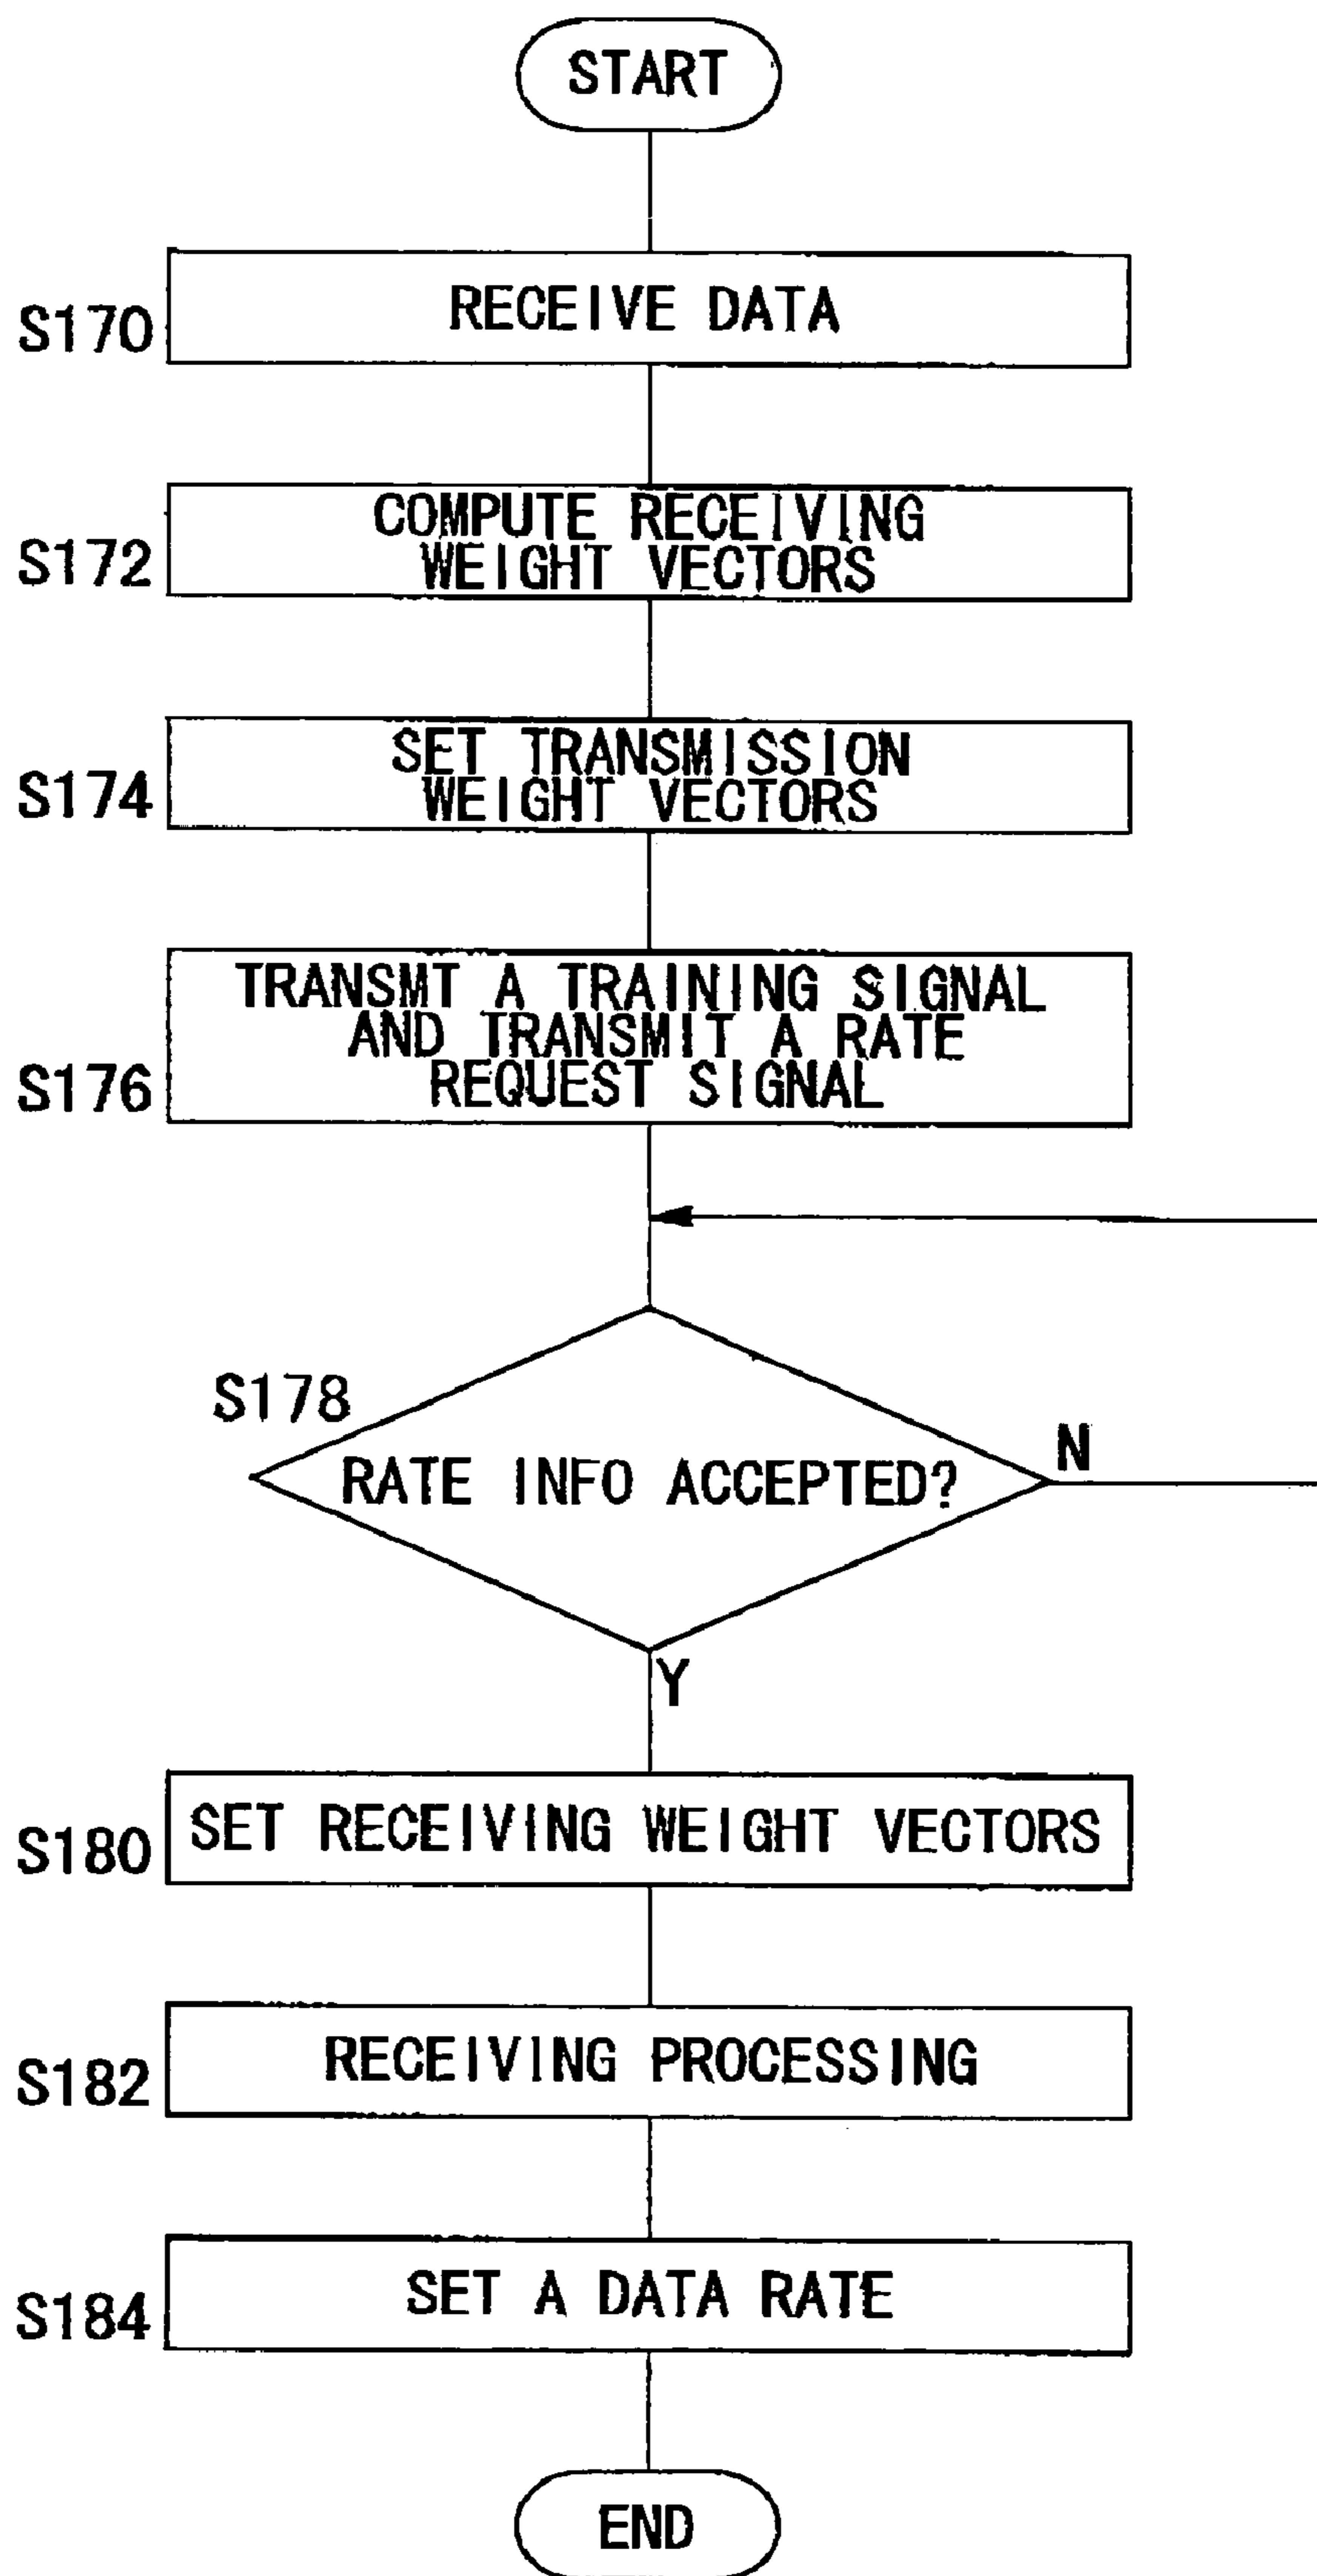 START
S170
RECEIVE DATA
S172
COMPUTE RECEIVING
WEIGHT VECTORS
S174
SET TRANSMISSION
WEIGHT VECTORS
S176
TRANSMT A TRAINING SIGNAL
AND TRANSMIT A RATE
REQUEST SIGNAL
S178
RATE INFO ACCEPTED?
N
Y
S180
SET RECEIVING WEIGHT VECTORS
S182
RECEIVING PROCESSING
S184
SET A DATA RATE
END